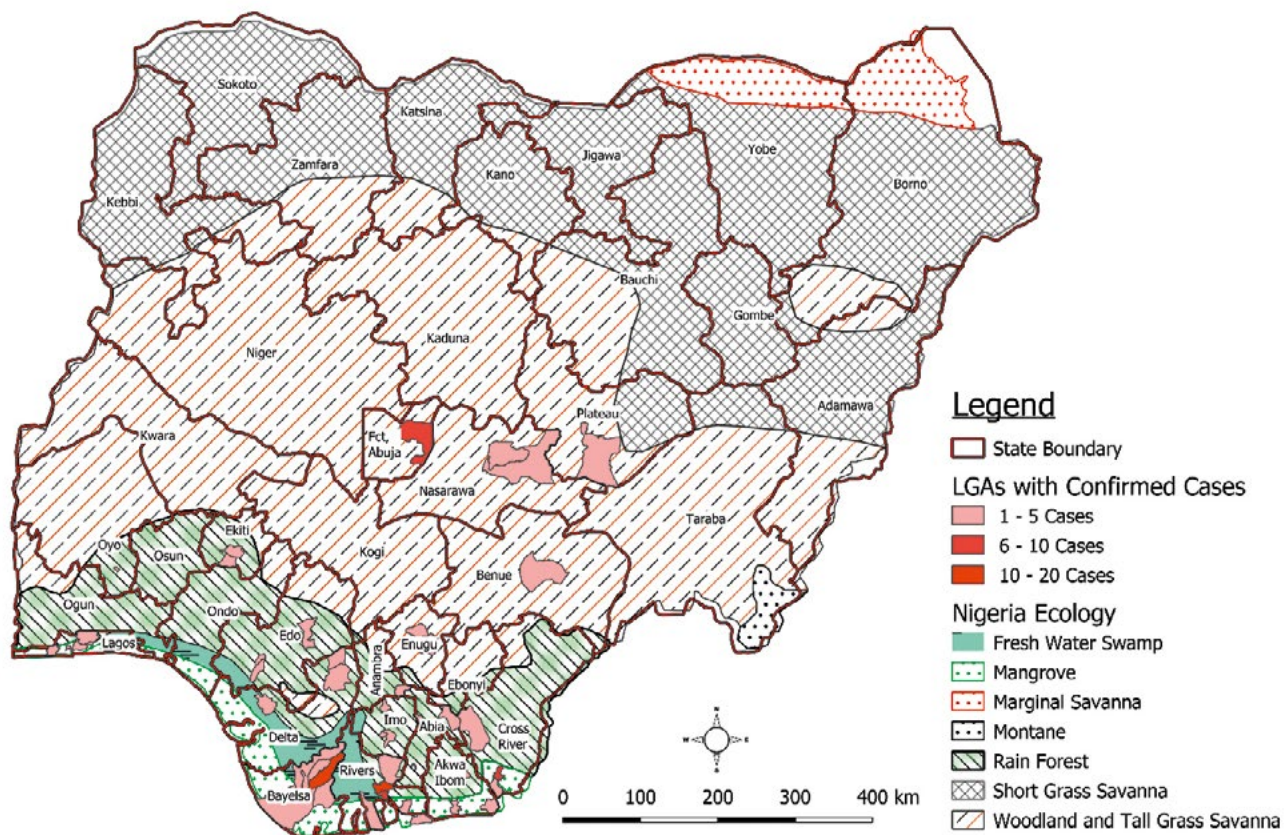 Sokoto
Katsina
Zamfara
Kano
Jigawa
Yobe
Borno
Kebbi
Bauchi
Gombe
Niger
Kaduna
Adamawa
Plateau
Kwara
Fct,
Abuja
Nasarawa
Taraba
Oyo
Osun
Ekiti
Kogi
Benue
Ogun
Ondo
Edo
Enugu
Lagos
Anambra
Ebonyi
Delta
Imo
Abia
Cross
River
Rivers
Akwa
Ibom
Bayelsa
N
W
E
S
0 100 200 300 400 km
Legend
State Boundary
LGAs with Confirmed Cases
1 - 5 Cases
6 - 10 Cases
10 - 20 Cases
Nigeria Ecology
Fresh Water Swamp
Mangrove
Marginal Savanna
Montane
Rain Forest
Short Grass Savanna
Woodland and Tall Grass Savanna